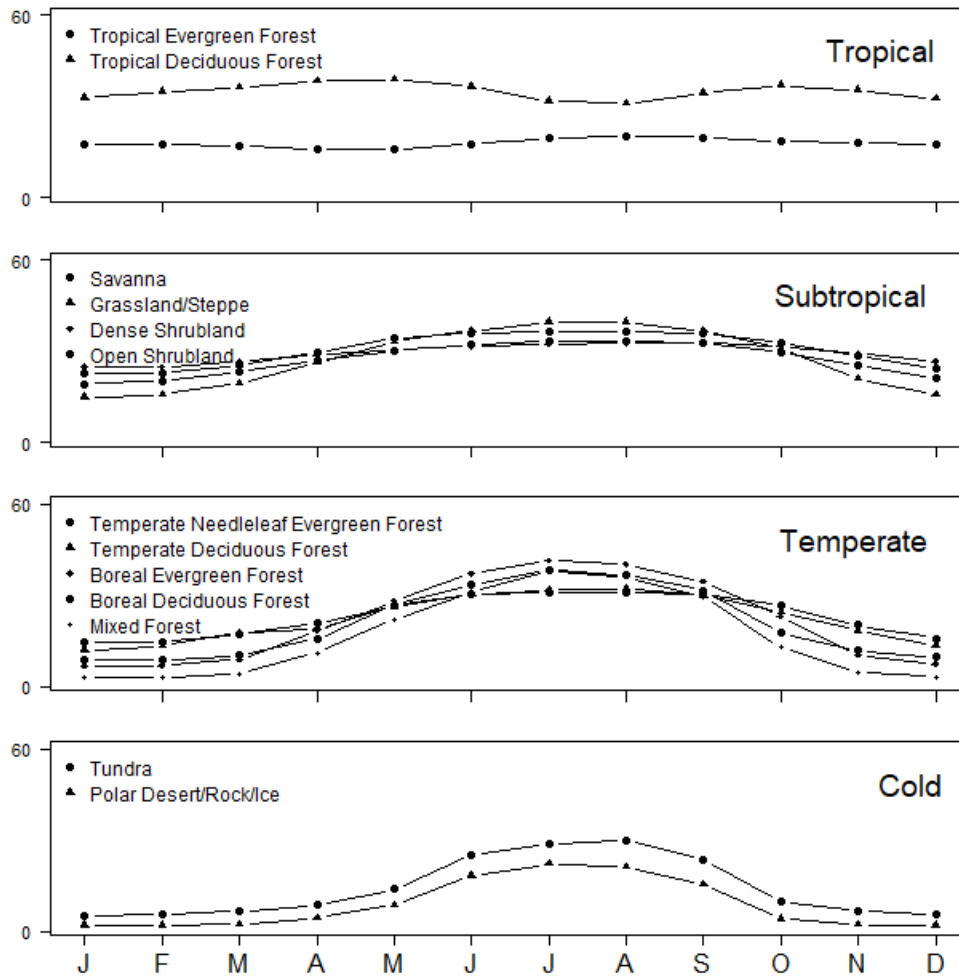 60
Tropical Evergreen Forest
Tropical Deciduous Forest
Tropical
0
60
Savanna
Grassland/Steppe
Dense Shrubland
Open Shrubland
Subtropical
0
60
Temperate Needleleaf Evergreen Forest
Temperate Deciduous Forest
Boreal Evergreen Forest
Boreal Deciduous Forest
Mixed Forest
Temperate
0
60
Tundra
Polar Desert/Rock/Ice
Cold
0
J F M A M J J A S O N D